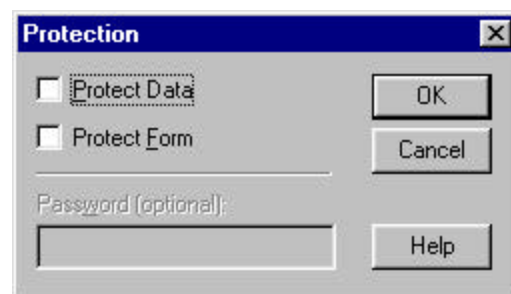 Protection
Protect Data
OK
Protect Form
Cancel
Password (optional):
Help